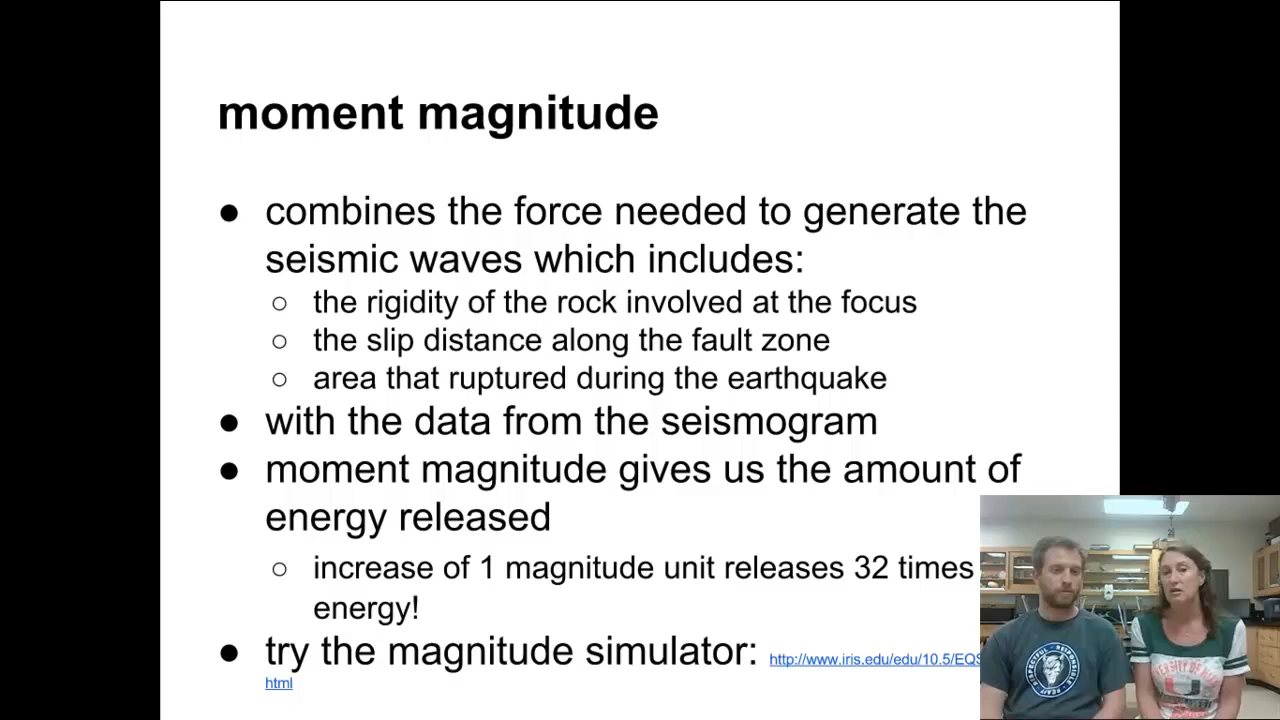 moment magnitude
● combines the force needed to generate the
seismic waves which includes:
○ the rigidity of the rock involved at the focus
○ the slip distance along the fault zone
○ area that ruptured during the earthquake
● with the data from the seismogram
● moment magnitude gives us the amount of
energy released
○ increase of 1 magnitude unit releases 32 times
energy!
● try the magnitude simulator: http://www.iris.edu/edu/10.5/EQS
html
RESPECTFUL RESPONSIBLE
U